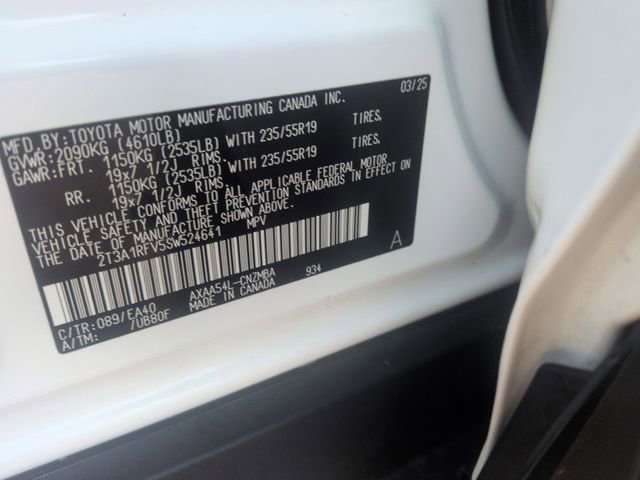 MFD.BY:TOYOTA MOTOR MANUFACTURING CANADA INC. 03/25
GVWR:2090KG (4610LB)
GAWR:FRT. 1150KG (2535LB) WITH 235/55R19 TIRES.
19x7 1/2J RIMS.
RR. 1150KG (2535LB) WITH 235/55R19 TIRES.
19x7 1/2J RIMS.
THIS VEHICLE CONFORMS TO ALL APPLICABLE FEDERAL MOTOR
VEHICLE SAFETY AND THEFT PREVENTION STANDARDS IN EFFECT ON
THE DATE OF MANUFACTURE SHOWN ABOVE.
2T3A1RFV5SW524641 MPV
A
C/TR:089/EA40 AXAA54L-CNZMBA 934
A/TM: /UB80F MADE IN CANADA